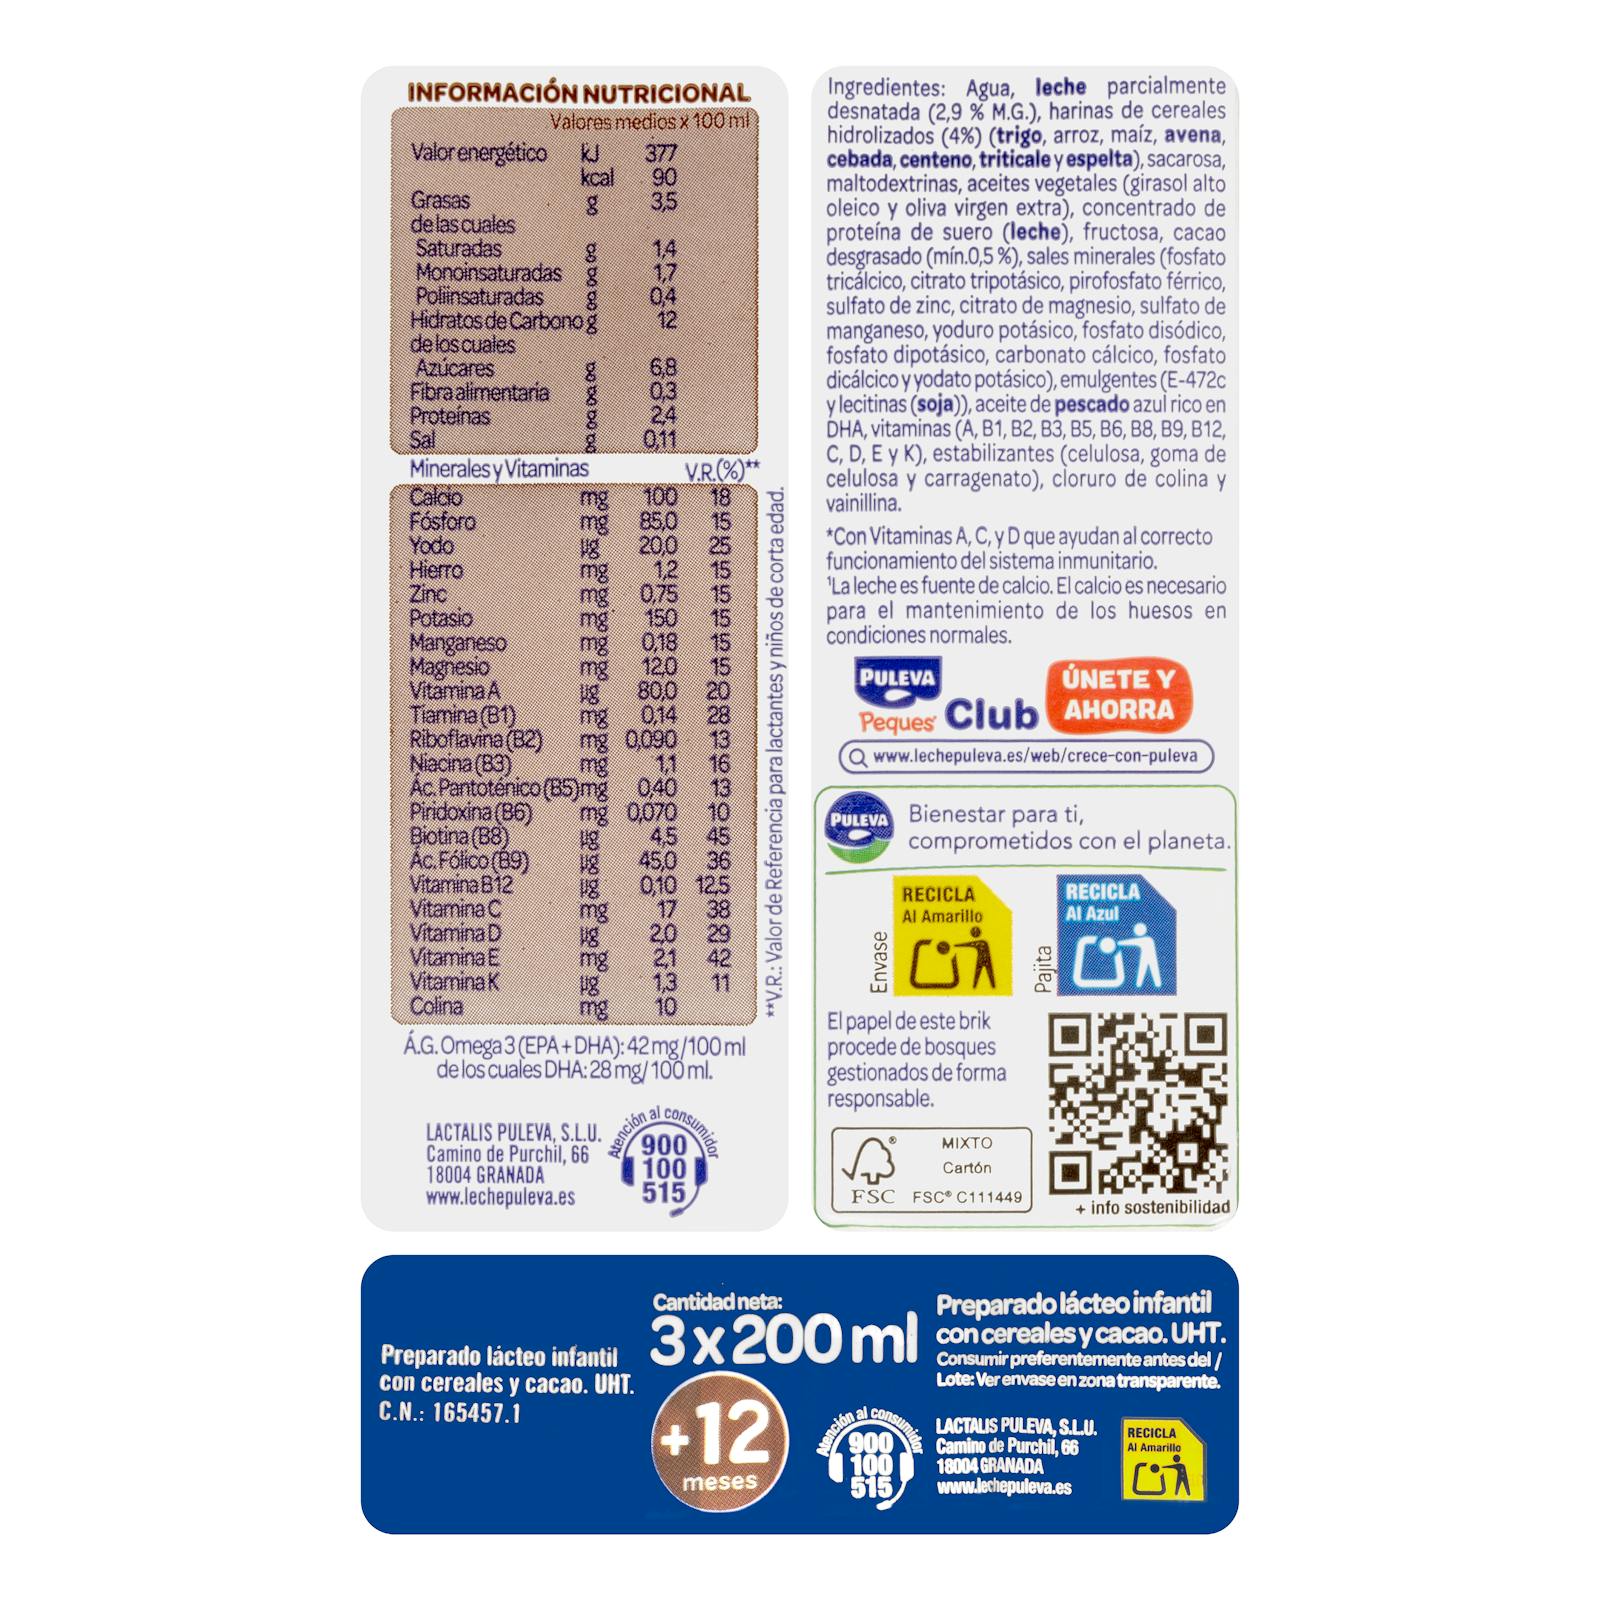 INFORMACIÓN NUTRICIONAL
Valores medios x 100 ml
Valor energético kJ 377
kcal 90
Grasas g 3,5
de las cuales
Saturadas g 1,4
Monoinsaturadas g 1,7
Poliinsaturadas g 0,4
Hidratos de Carbono g 12
de los cuales
Azúcares g 6,8
Fibra alimentaria g 0,3
Proteínas g 2,4
Sal g 0,11
Minerales y Vitaminas V.R.(%)**
Calcio mg 100 18
Fósforo mg 85,0 15
Yodo µg 20,0 25
Hierro mg 1,2 15
Zinc mg 0,75 15
Potasio mg 150 15
Manganeso mg 0,18 15
Magnesio mg 12,0 15
Vitamina A µg 80,0 20
Tiamina (B1) mg 0,14 28
Riboflavina (B2) mg 0,090 13
Niacina (B3) mg 1,1 16
Ác. Pantoténico (B5) mg 0,40 13
Piridoxina (B6) mg 0,070 10
Biotina (B8) µg 4,5 45
Ác. Fólico (B9) µg 45,0 36
Vitamina B12 µg 0,10 12,5
Vitamina C mg 17 38
Vitamina D µg 2,0 29
Vitamina E mg 2,1 42
Vitamina K µg 1,3 11
Colina mg 10
**V.R.: Valor de Referencia para lactantes y niños de corta edad.
Á.G. Omega 3 (EPA + DHA): 42 mg/100 ml
de los cuales DHA: 28 mg/ 100 ml.
LACTALIS PULEVA, S.L.U.
Camino de Purchil, 66
18004 GRANADA
www.lechepuleva.es
Atención al consumidor
900
100
515
Ingredientes: Agua, leche parcialmente
desnatada (2,9 % M.G.), harinas de cereales
hidrolizados (4%) (trigo, arroz, maíz, avena,
cebada, centeno, triticale y espelta), sacarosa,
maltodextrinas, aceites vegetales (girasol alto
oleico y oliva virgen extra), concentrado de
proteína de suero (leche), fructosa, cacao
desgrasado (mín.0,5 %), sales minerales (fosfato
tricálcico, citrato tripotásico, pirofosfato férrico,
sulfato de zinc, citrato de magnesio, sulfato de
manganeso, yoduro potásico, fosfato disódico,
fosfato dipotásico, carbonato cálcico, fosfato
dicálcico y yodato potásico), emulgentes (E-472c
y lecitinas (soja)), aceite de pescado azul rico en
DHA, vitaminas (A, B1, B2, B3, B5, B6, B8, B9, B12,
C, D, E y K), estabilizantes (celulosa, goma de
celulosa y carragenato), cloruro de colina y
vainillina.
*Con Vitaminas A, C, y D que ayudan al correcto
funcionamiento del sistema inmunitario.
¹La leche es fuente de calcio. El calcio es necesario
para el mantenimiento de los huesos en
condiciones normales.
PULEVA
Peques® Club
ÚNETE Y
AHORRA
www.lechepuleva.es/web/crece-con-puleva
PULEVA
Bienestar para ti,
comprometidos con el planeta.
Envase
RECICLA
Al Amarillo
Pajita
RECICLA
Al Azul
El papel de este brik
procede de bosques
gestionados de forma
responsable.
FSC
®
MIXTO
Cartón
FSC® C111449
+ info sostenibilidad
Preparado lácteo infantil
con cereales y cacao. UHT.
C.N.: 165457.1
Cantidad neta:
3 x 200 ml
+12
meses
Preparado lácteo infantil
con cereales y cacao. UHT.
Consumir preferentemente antes del /
Lote: Ver envase en zona transparente.
Atención al consumidor
900
100
515
LACTALIS PULEVA, S.L.U.
Camino de Purchil, 66
18004 GRANADA
www.lechepuleva.es
RECICLA
Al Amarillo